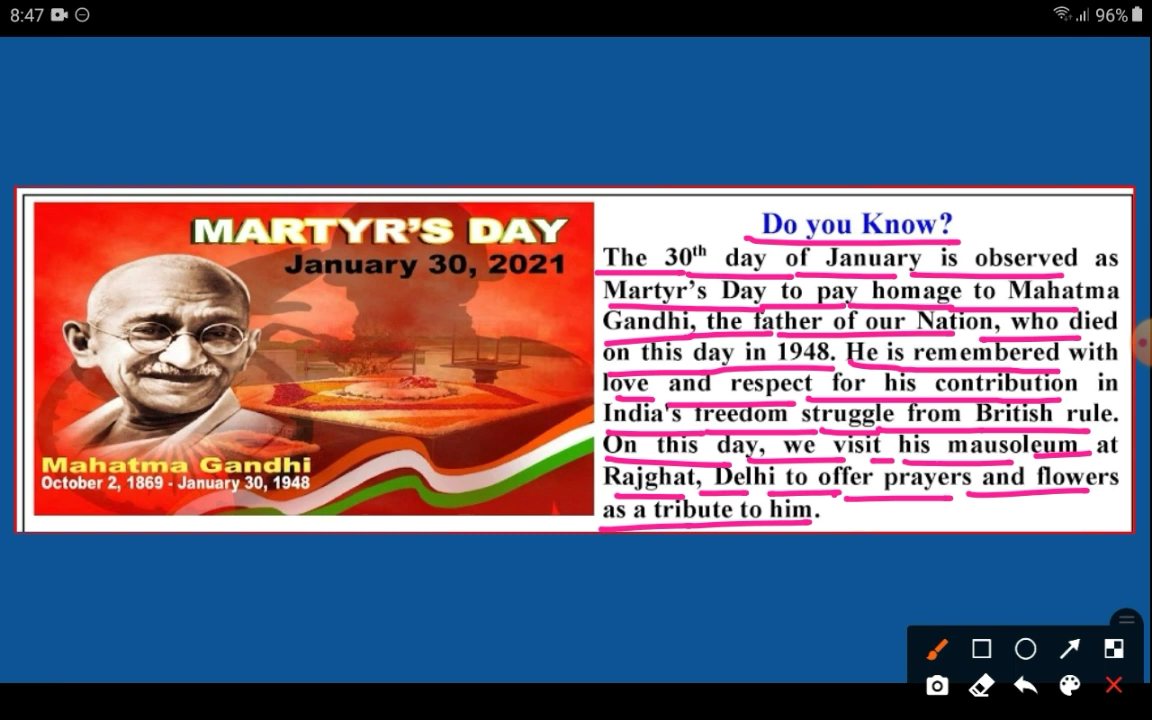 8:47
96%
MARTYR'S DAY
January 30, 2021
Mahatma Gandhi
October 2, 1869 - January 30, 1948
Do you Know?
The 30th day of January is observed as
Martyr's Day to pay homage to Mahatma
Gandhi, the father of our Nation, who died
on this day in 1948. He is remembered with
love and respect for his contribution in
India's freedom struggle from British rule.
On this day, we visit his mausoleum at
Rajghat, Delhi to offer prayers and flowers
as a tribute to him.